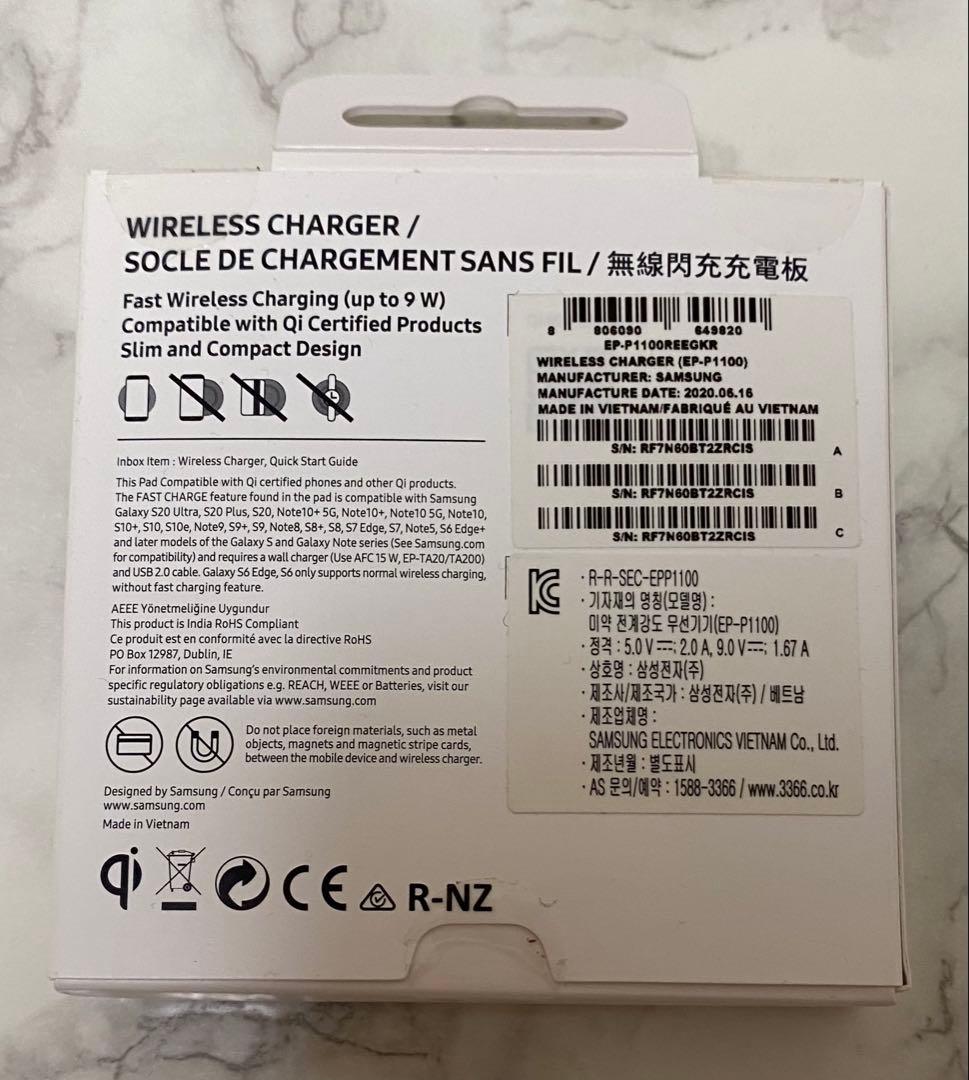 WIRELESS CHARGER /
SOCLE DE CHARGEMENT SANS FIL / 無線閃充充電板
Fast Wireless Charging (up to 9 W)
Compatible with Qi Certified Products
Slim and Compact Design
Inbox Item : Wireless Charger, Quick Start Guide
This Pad Compatible with Qi certified phones and other Qi products.
The FAST CHARGE feature found in the pad is compatible with Samsung
Galaxy S20 Ultra, S20 Plus, S20, Note10+ 5G, Note10+, Note10 5G, Note10,
S10+, S10, S10e, Note9, S9+, S9, Note8, S8+, S8, S7 Edge, S7, Note5, S6 Edge+
and later models of the Galaxy S and Galaxy Note series (See Samsung.com
for compatibility) and requires a wall charger (Use AFC 15 W, EP-TA20/TA200)
and USB 2.0 cable. Galaxy S6 Edge, S6 only supports normal wireless charging,
without fast charging feature.
AEEE Yönetmeliğine Uygundur
This product is India RoHS Compliant
Ce produit est en conformité avec la directive RoHS
PO Box 12987, Dublin, IE
For information on Samsung's environmental commitments and product
specific regulatory obligations e.g. REACH, WEEE or Batteries, visit our
sustainability page available via www.samsung.com
Do not place foreign materials, such as metal
objects, magnets and magnetic stripe cards,
between the mobile device and wireless charger.
Designed by Samsung / Conçu par Samsung
www.samsung.com
Made in Vietnam
qi CE R-NZ
8 806090 649820
EP-P1100REEGKR
WIRELESS CHARGER (EP-P1100)
MANUFACTURER: SAMSUNG
MANUFACTURE DATE: 2020.06.16
MADE IN VIETNAM/FABRIQUÉ AU VIETNAM
S/N: RF7N60BT2ZRCIS A
S/N: RF7N60BT2ZRCIS B
S/N: RF7N60BT2ZRCIS C
· R-R-SEC-EPP1100
· 기자재의 명칭(모델명) :
미약 전계강도 무선기기(EP-P1100)
· 정격 : 5.0 V⎓; 2.0 A, 9.0 V⎓; 1.67 A
· 상호명 : 삼성전자(주)
· 제조사/제조국가 : 삼성전자(주) / 베트남
· 제조업체명 :
SAMSUNG ELECTRONICS VIETNAM Co., Ltd.
· 제조년월 : 별도표시
· AS 문의/예약 : 1588-3366 / www.3366.co.kr